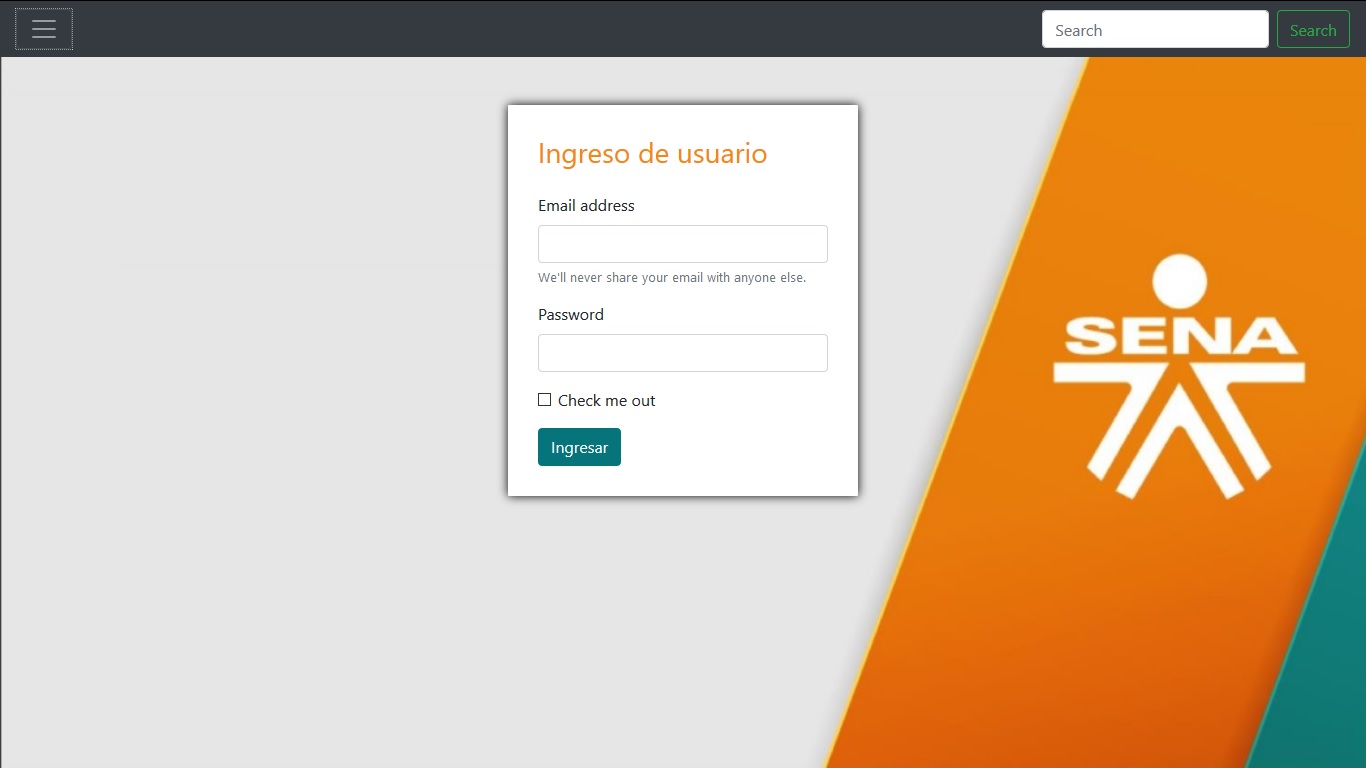 Search
Search
Ingreso de usuario
Email address
We'll never share your email with anyone else.
Password
Check me out
Ingresar
SENA